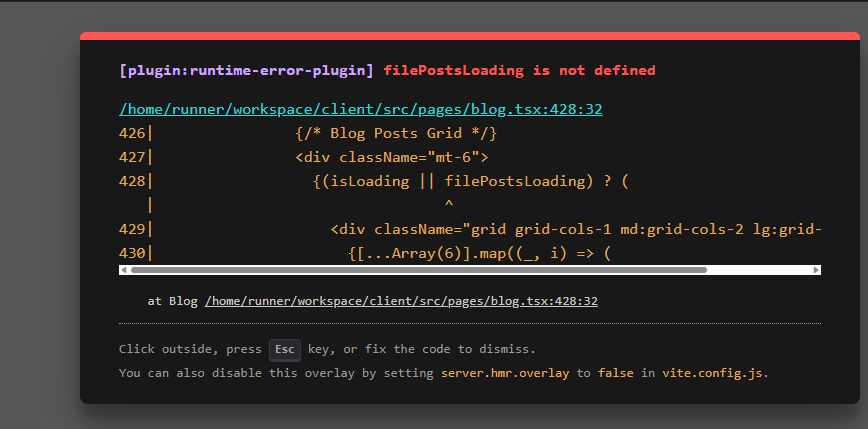 [plugin:runtime-error-plugin] filePostsLoading is not defined
/home/runner/workspace/client/src/pages/blog.tsx:428:32
426|                {/* Blog Posts Grid */}
427|                <div className="mt-6">
428|                  {(isLoading || filePostsLoading) ? (
   |                                 ^
429|                    <div className="grid grid-cols-1 md:grid-cols-2 lg:grid-
430|                      {[...Array(6)].map((_, i) => (
at Blog /home/runner/workspace/client/src/pages/blog.tsx:428:32
Click outside, press Esc key, or fix the code to dismiss.
You can also disable this overlay by setting server.hmr.overlay to false in vite.config.js.